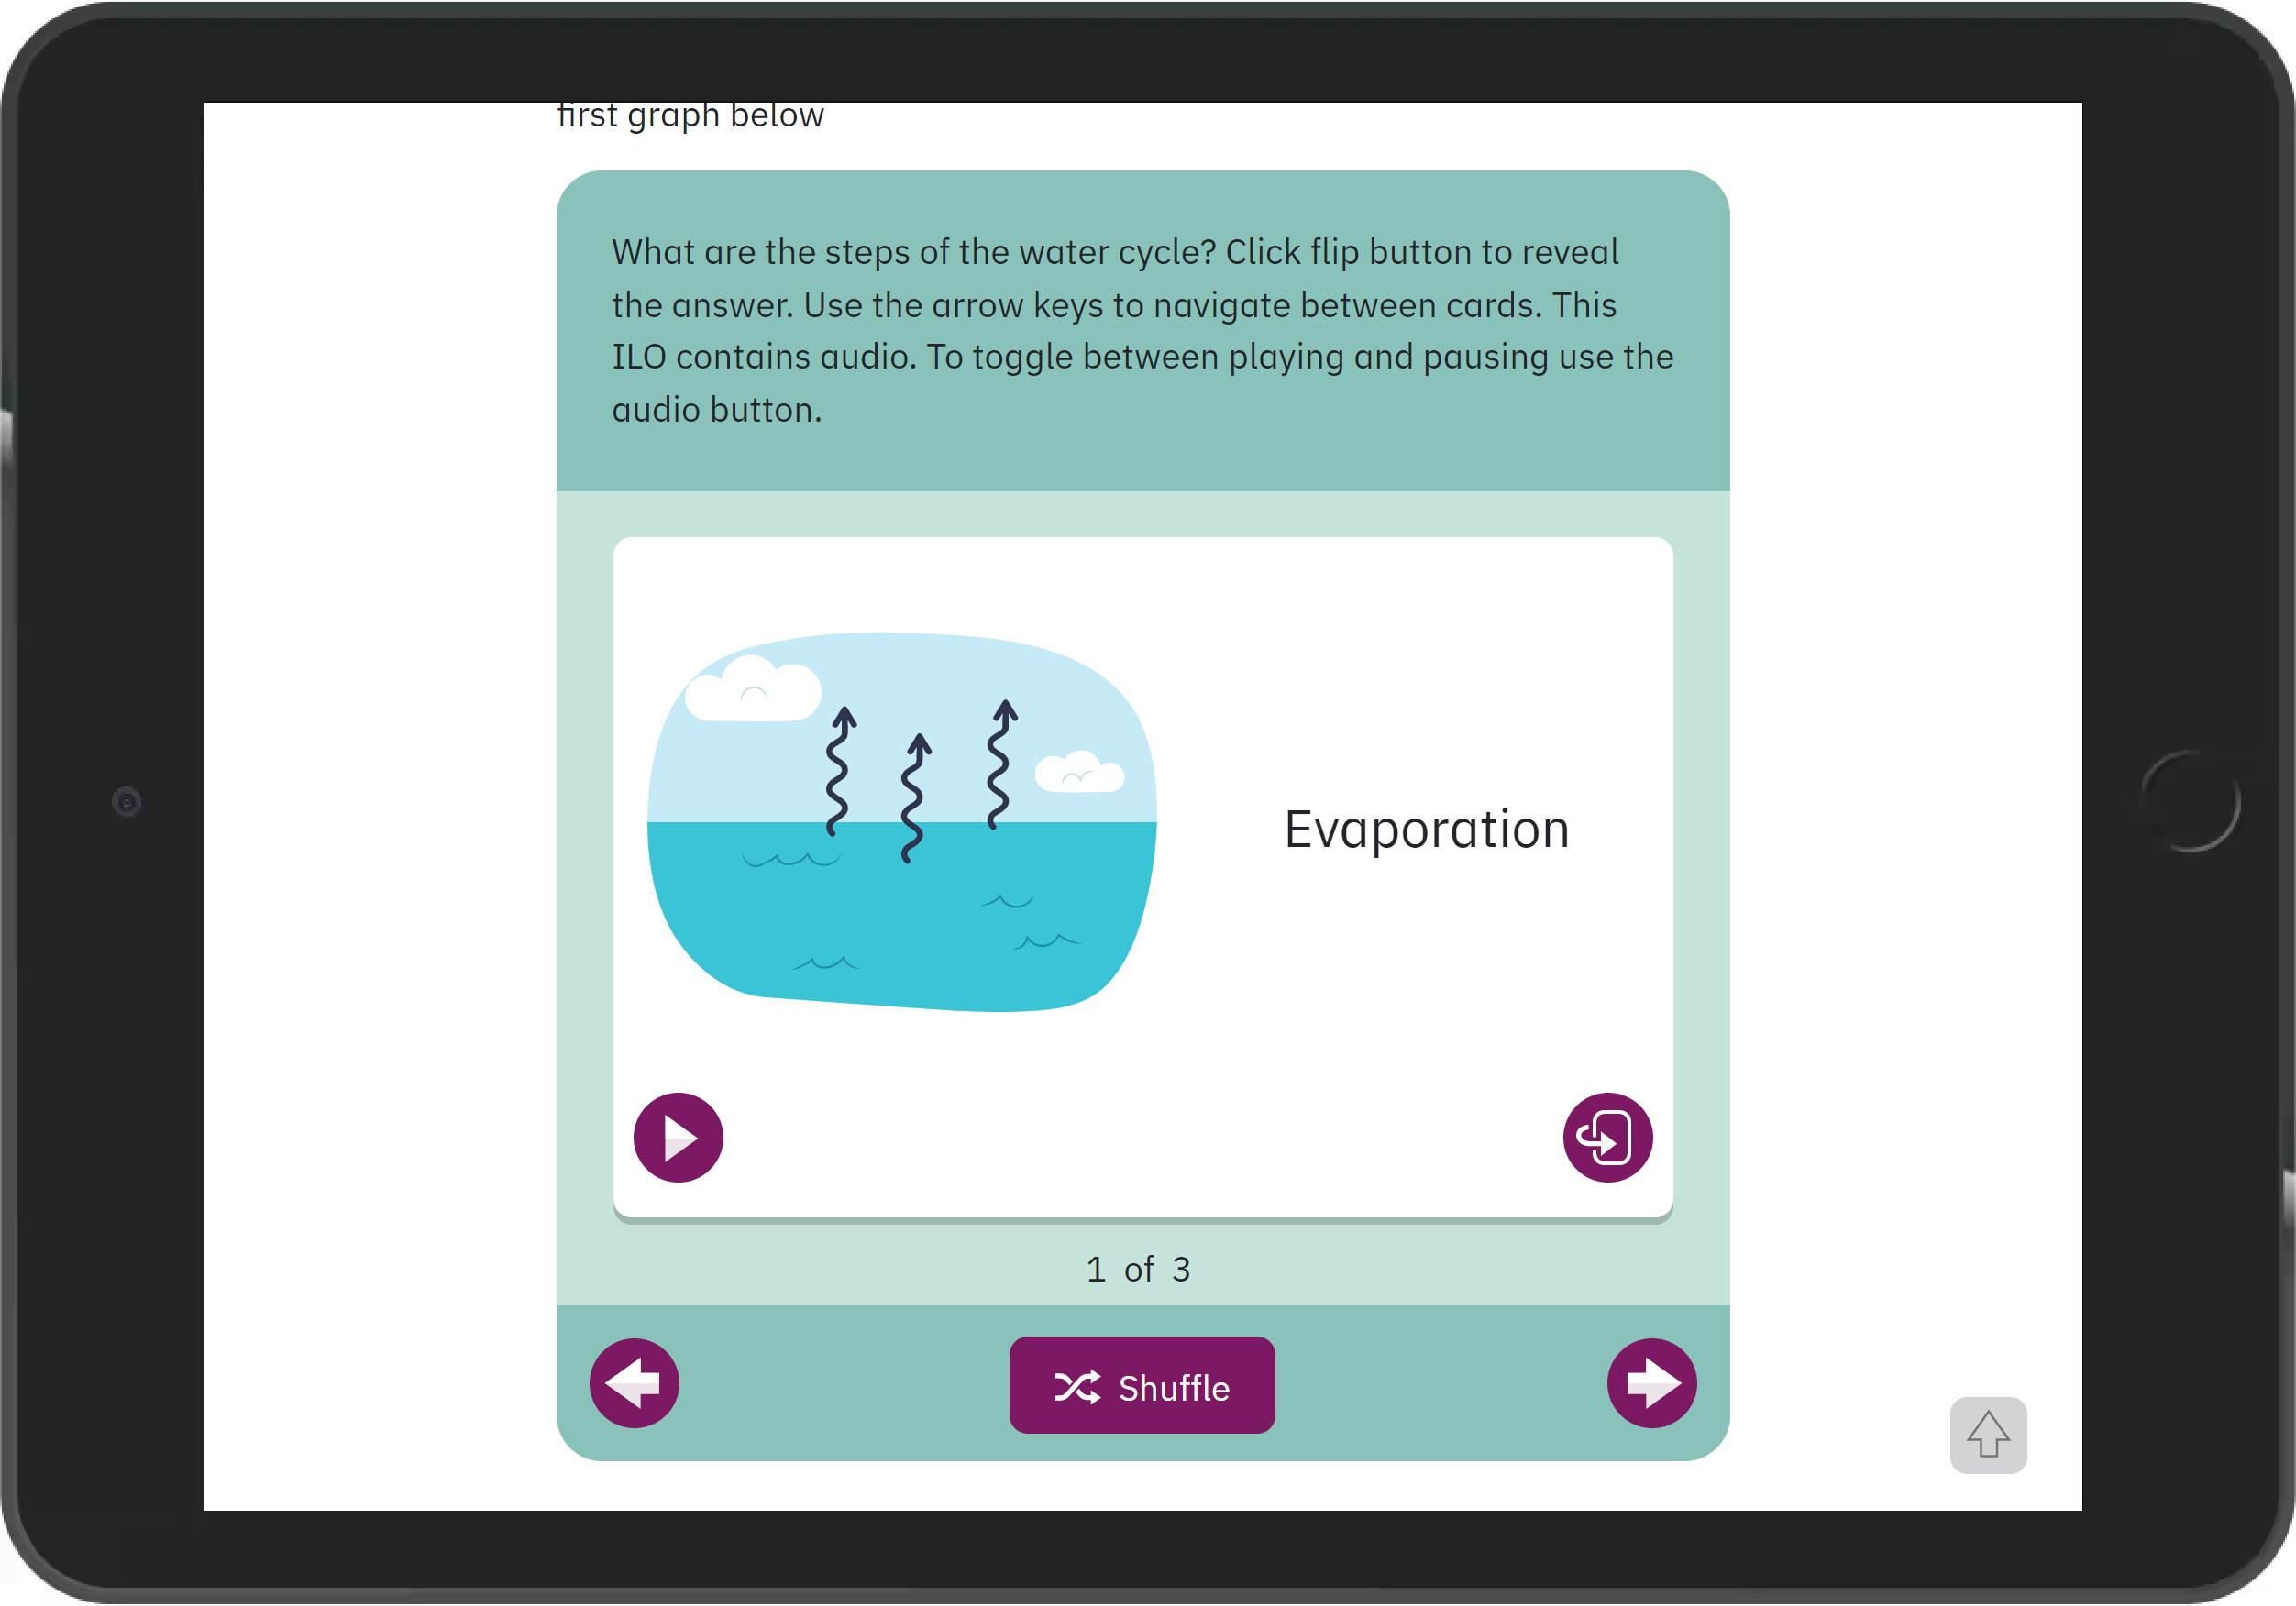 first graph below
What are the steps of the water cycle? Click flip button to reveal
the answer. Use the arrow keys to navigate between cards. This
ILO contains audio. To toggle between playing and pausing use the
audio button.
Evaporation
1 of 3
Shuffle